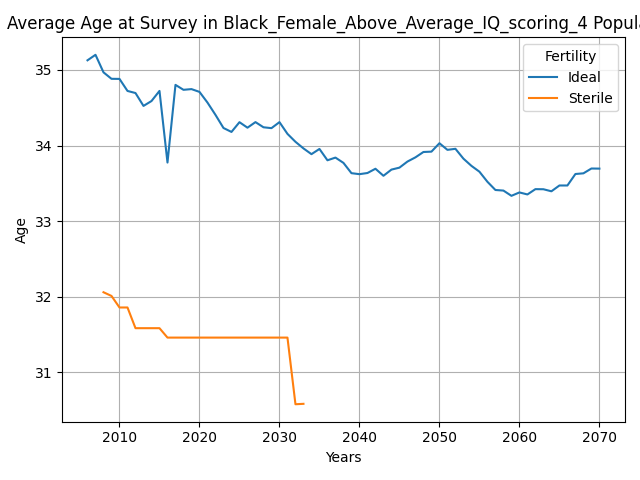 Average Age at Survey in Black_Female_Above_Average_IQ_scoring_4 Popul
Fertility
Ideal
Sterile
Age
35
34
33
32
31
2010 2020 2030 2040 2050 2060 2070
Years